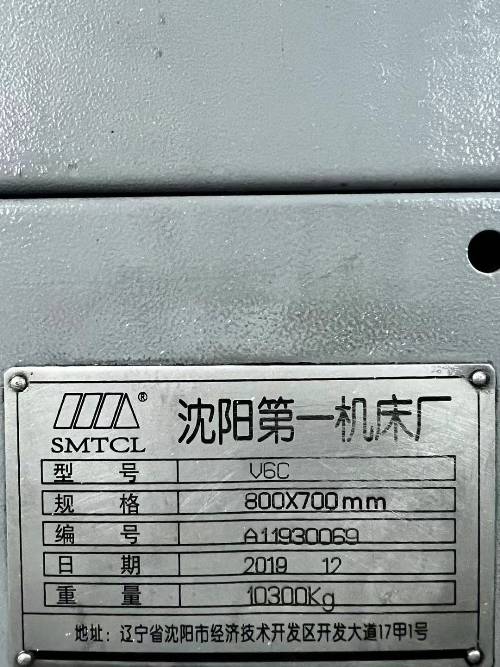 沈阳第一机床厂
®
SMTCL
型 号 V6C
规 格 800X700mm
编 号 A11930069
日 期 2019 12
重 量 10300Kg
地址：辽宁省沈阳市经济技术开发区开发大道17甲1号